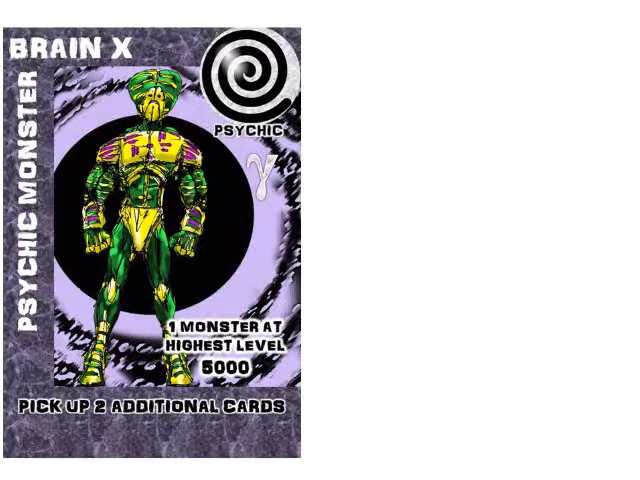 BRAIN X
PSYCHIC
PSYCHIC MONSTER
γ
1 MONSTER AT
HIGHEST LEVEL
5000
PICK UP 2 ADDITIONAL CARDS